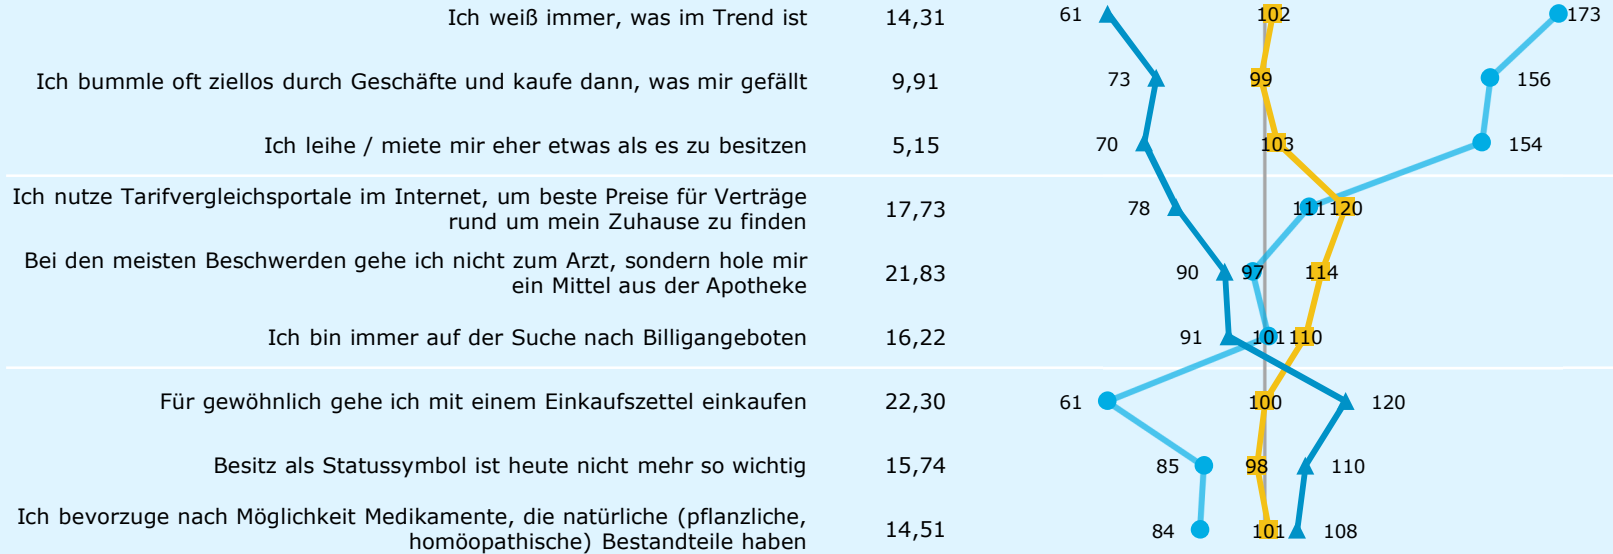 Ich weiß immer, was im Trend ist 14,31 61 102 173
Ich bummle oft ziellos durch Geschäfte und kaufe dann, was mir gefällt 9,91 73 99 156
Ich leihe / miete mir eher etwas als es zu besitzen 5,15 70 103 154
Ich nutze Tarifvergleichsportale im Internet, um beste Preise für Verträge
rund um mein Zuhause zu finden 17,73 78 111 120
Bei den meisten Beschwerden gehe ich nicht zum Arzt, sondern hole mir
ein Mittel aus der Apotheke 21,83 90 97 114
Ich bin immer auf der Suche nach Billigangeboten 16,22 91 101 110
Für gewöhnlich gehe ich mit einem Einkaufszettel einkaufen 22,30 61 100 120
Besitz als Statussymbol ist heute nicht mehr so wichtig 15,74 85 98 110
Ich bevorzuge nach Möglichkeit Medikamente, die natürliche (pflanzliche,
homöopathische) Bestandteile haben 14,51 84 101 108